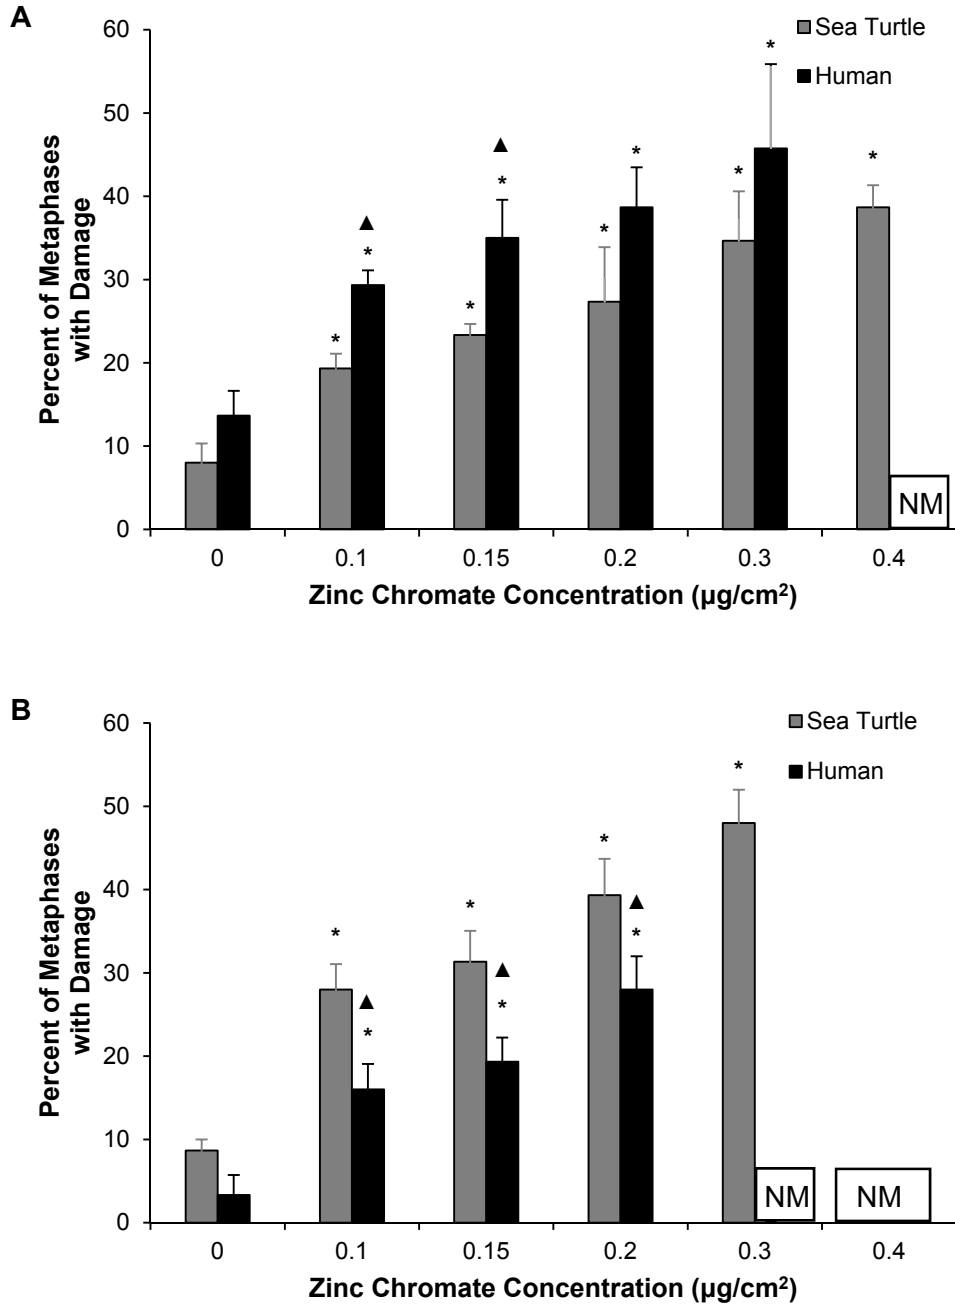 A
Sea Turtle
Human
60
50
40
30
20
10
0
Percent of Metaphases
with Damage
*
▲
*
*
▲
*
*
*
*
*
*
*
NM
0 0.1 0.15 0.2 0.3 0.4
Zinc Chromate Concentration (µg/cm²)
B
Sea Turtle
Human
60
50
40
30
20
10
0
Percent of Metaphases
with Damage
*
▲
*
*
▲
*
*
▲
*
*
NM
NM
0 0.1 0.15 0.2 0.3 0.4
Zinc Chromate Concentration (µg/cm²)